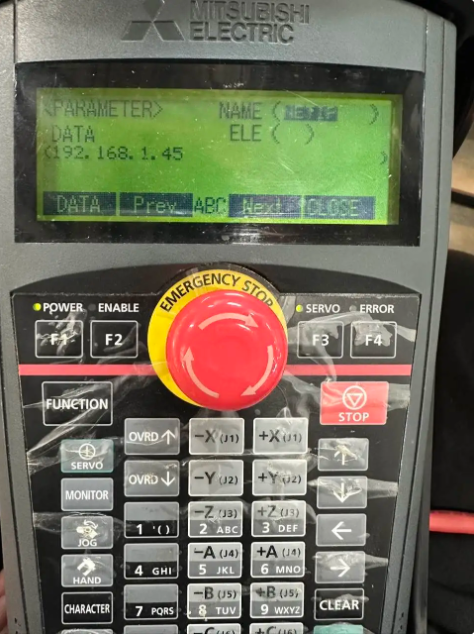 MITSUBISHI
ELECTRIC
<PARAMETER> NAME ( NETIP )
DATA ELE ( )
(192.168.1.45 )
DATA Prev ABC Next CLOSE
EMERGENCY STOP
POWER ENABLE SERVO ERROR
F1 F2 F3 F4
FUNCTION STOP
OVRD↑ -X (J1) +X (J1) ↑
SERVO
OVRD↓ -Y (J2) +Y (J2) ↓
MONITOR
-Z (J3) +Z (J3)
JOG 1 '() 2 ABC 3 DEF ←
-A (J4) +A (J4)
HAND 4 GHI 5 JKL 6 MNO →
-B (J5) +B (J5)
CHARACTER 7 PQRS 8 TUV 9 WXYZ CLEAR
-C (J6) +C (J6)